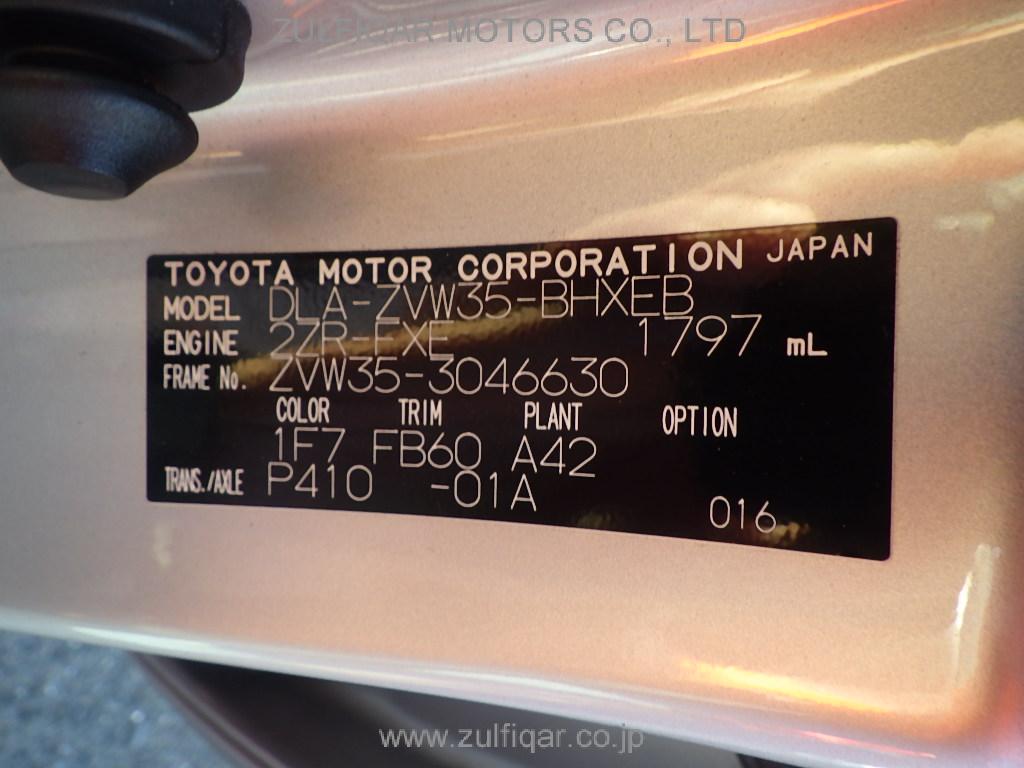 ZULFIQAR MOTORS CO., LTD
TOYOTA MOTOR CORPORATION JAPAN
MODEL DLA-ZVW35-BHXEB
ENGINE 2ZR-FXE 1797 mL
FRAME No. ZVW35-3046630
COLOR TRIM PLANT OPTION
1F7 FB60 A42
TRANS./AXLE P410 -01A
016
www.zulfiqar.co.jp